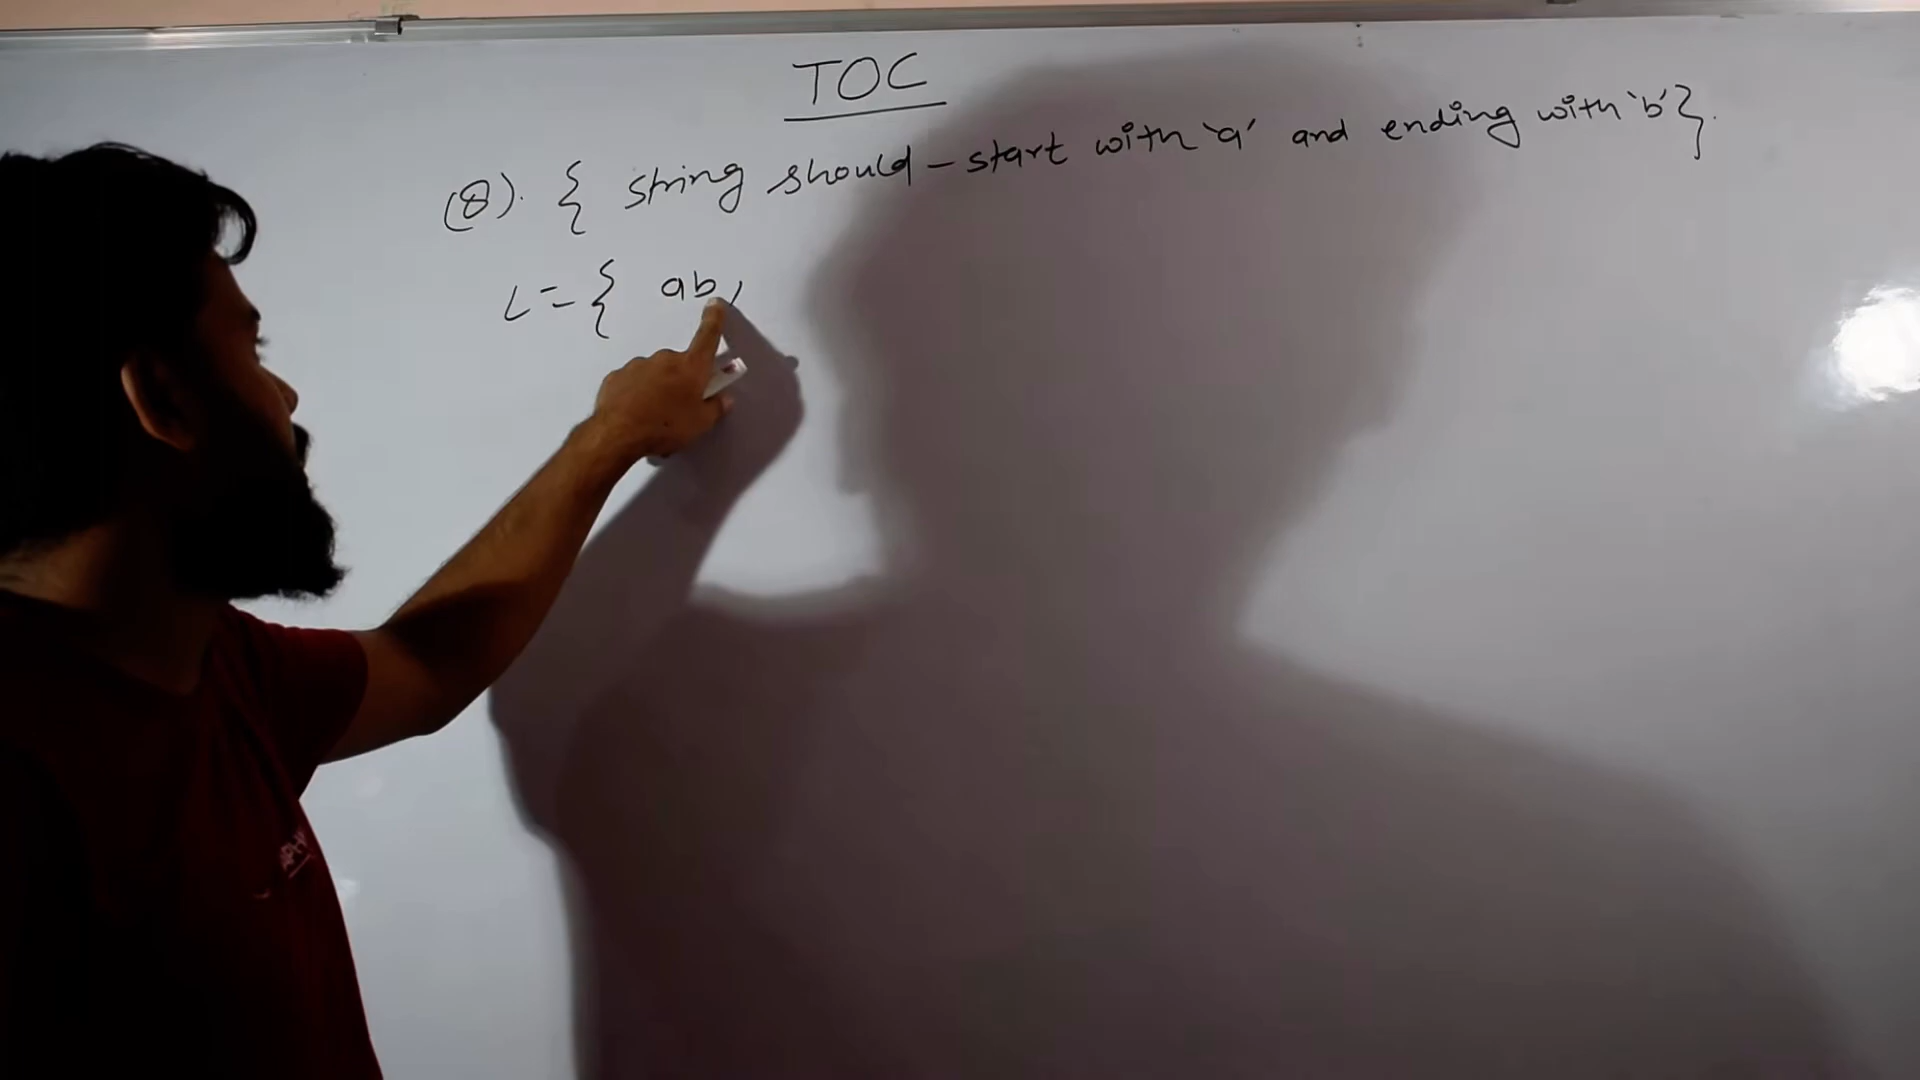 TOC
(8). { string should - start with 'a' and ending with 'b' }.
L = { ab,